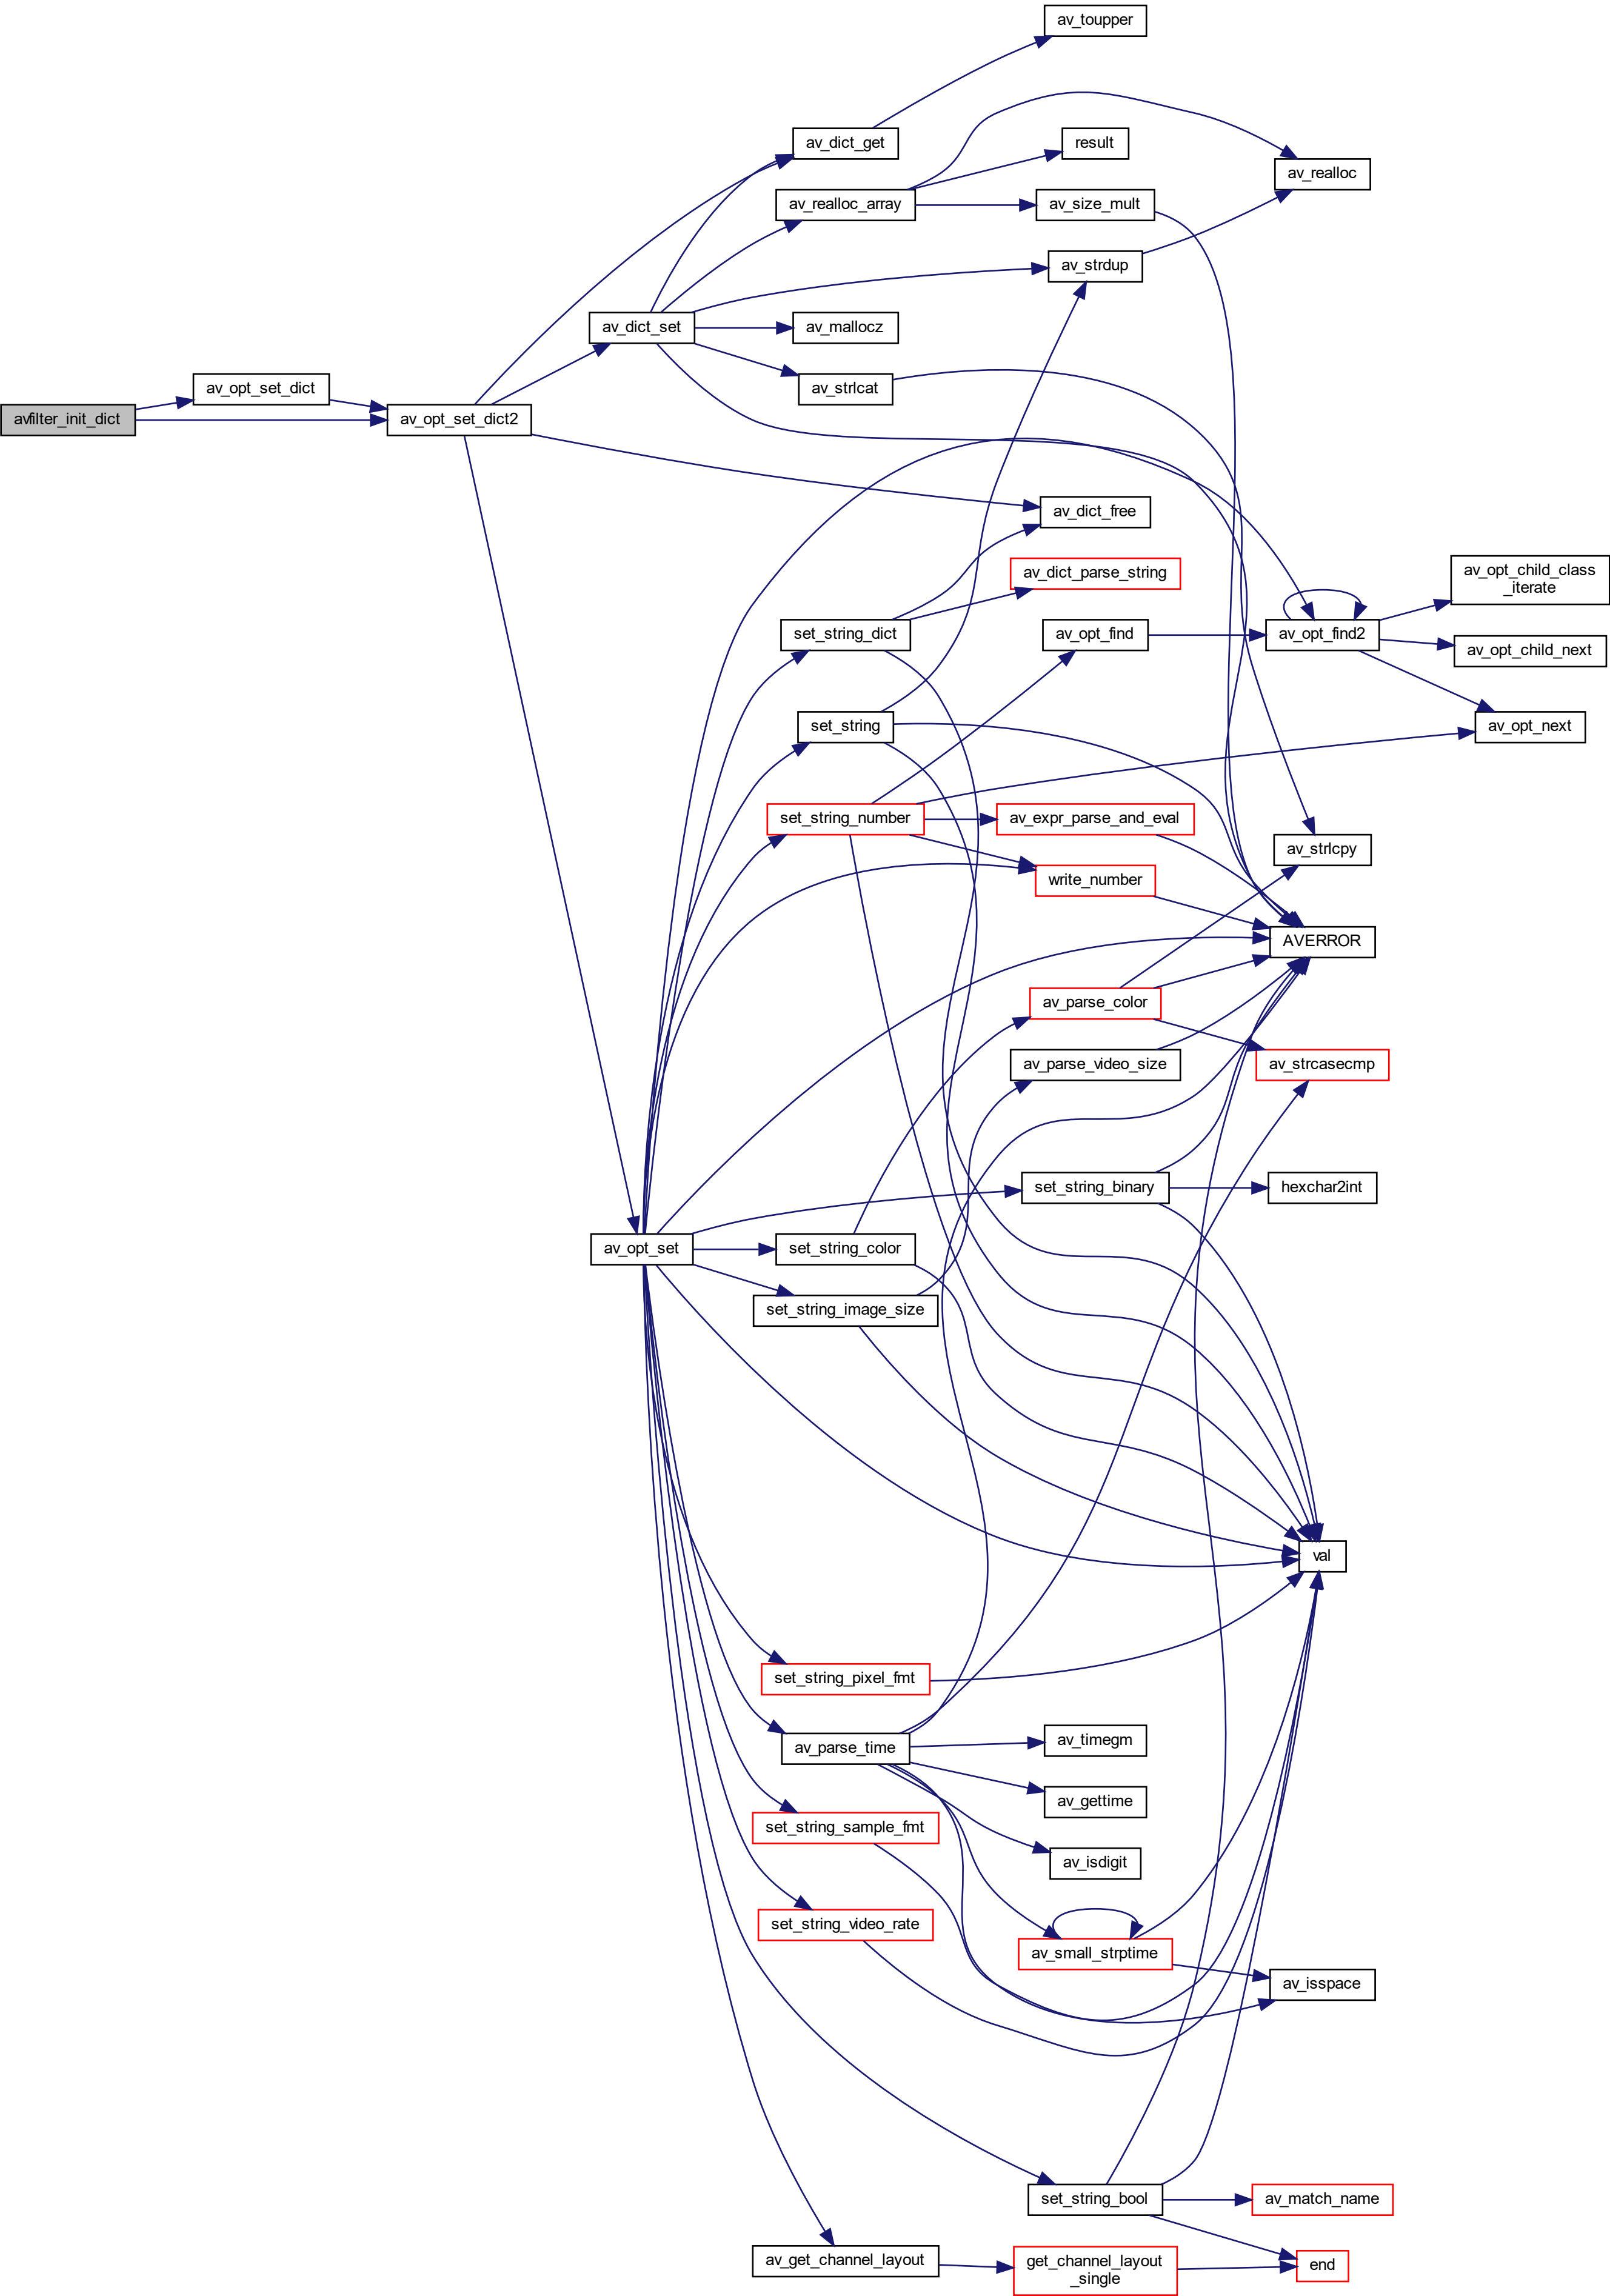 av_toupper
av_dict_get
result
av_realloc
av_realloc_array
av_size_mult
av_strdup
av_dict_set
av_mallocz
av_opt_set_dict
av_strlcat
avfilter_init_dict
av_opt_set_dict2
av_dict_free
av_dict_parse_string
av_opt_child_class
_iterate
set_string_dict
av_opt_find
av_opt_find2
av_opt_child_next
set_string
av_opt_next
set_string_number
av_expr_parse_and_eval
av_strlcpy
write_number
AVERROR
av_parse_color
av_parse_video_size
av_strcasecmp
set_string_binary
hexchar2int
av_opt_set
set_string_color
set_string_image_size
val
set_string_pixel_fmt
av_parse_time
av_timegm
av_gettime
set_string_sample_fmt
av_isdigit
set_string_video_rate
av_small_strptime
av_isspace
set_string_bool
av_match_name
av_get_channel_layout
get_channel_layout
_single
end